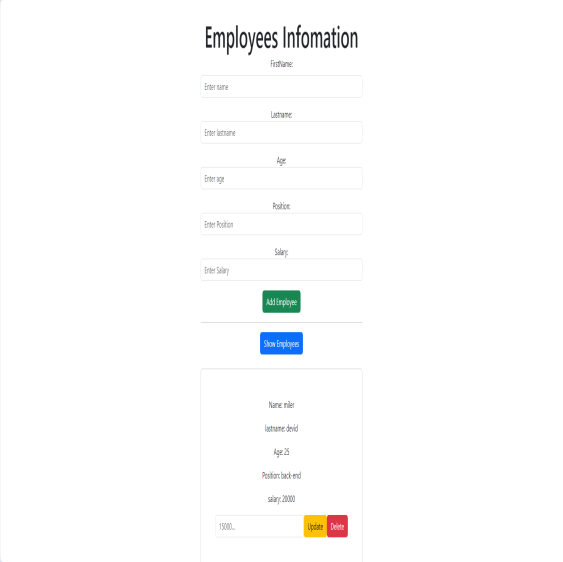 Employees Infomation
FirstName:
Enter name
Lastname:
Enter lastname
Age:
Enter age
Position:
Enter Position
Salary:
Enter Salary
Add Employee
Show Employees
Name: miler
lastname: devid
Age: 25
Position: back-end
salary: 20000
15000... Update Delete